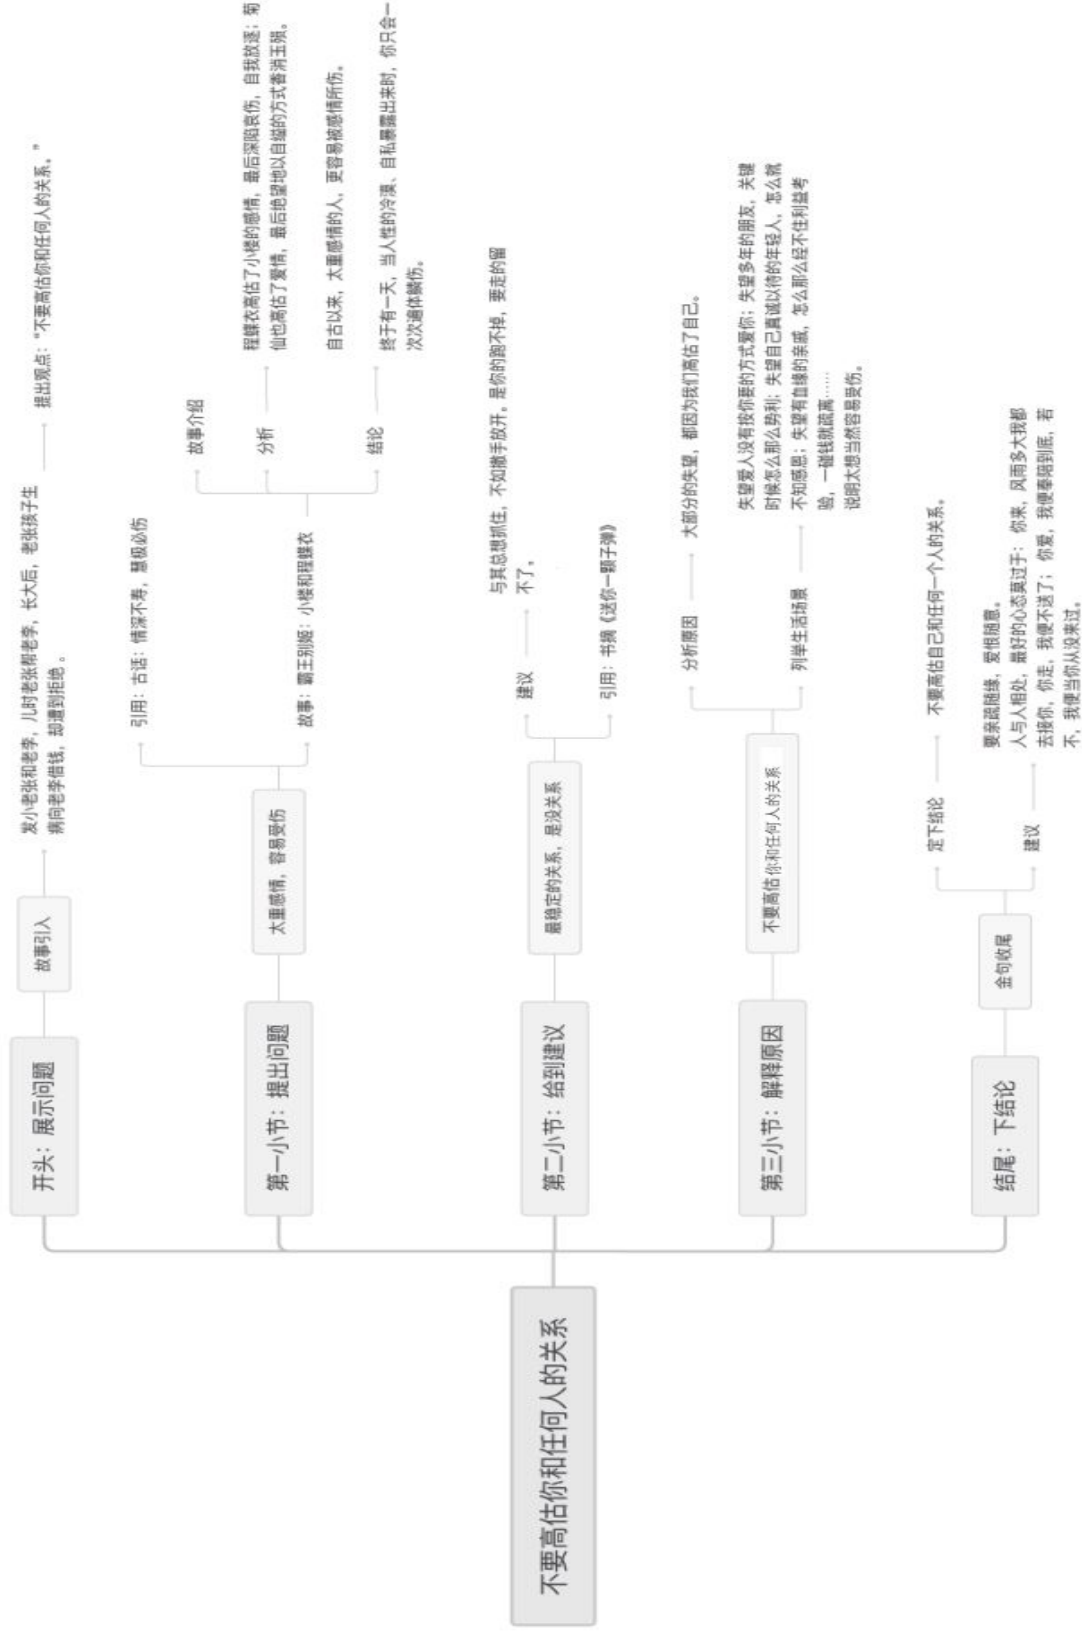 不要高估你和任何人的关系
开头：展示问题
故事引入
发小老张和老李，儿时老张帮老李，长大后，老张孩子生
病向老李借钱，却遭到拒绝 。
提出观点：“不要高估你和任何人的关系。”
第一小节：提出问题
太重感情，容易受伤
引用：古话：情深不寿，慧极必伤
故事：霸王别姬：小楼和程蝶衣
故事介绍
分析
程蝶衣高估了小楼的感情，最后深陷哀伤，自我放逐；菊
仙也高估了爱情，最后绝望地以自缢的方式香消玉殒。
自古以来，太重感情的人，更容易被感情所伤。
结论
终于有一天，当人性的冷漠、自私暴露出来时，你只会一
次次遍体鳞伤。
第二小节：给到建议
最稳定的关系，是没关系
建议
与其总想抓住，不如撒手放开。是你的跑不掉，要走的留
不了。
引用：书摘《送你一颗子弹》
第三小节：解释原因
不要高估你和任何人的关系
分析原因
大部分的失望，都因为我们高估了自己。
列举生活场景
失望爱人没有按你要的方式爱你；失望多年的朋友，关键
时候怎么那么势利；失望自己真诚以待的年轻人，怎么就
不知感恩；失望有血缘的亲戚，怎么那么经不住利益考
验，一碰钱就疏离……
说明太想当然容易受伤。
结尾：下结论
金句收尾
定下结论
不要高估自己和任何一个人的关系。
建议
要亲疏随缘，爱恨随意。
人与人相处，最好的心态莫过于：你来，风雨多大我都
去接你，你走，我便不送了；你爱，我便奉陪到底，若
不，我便当你从没来过。